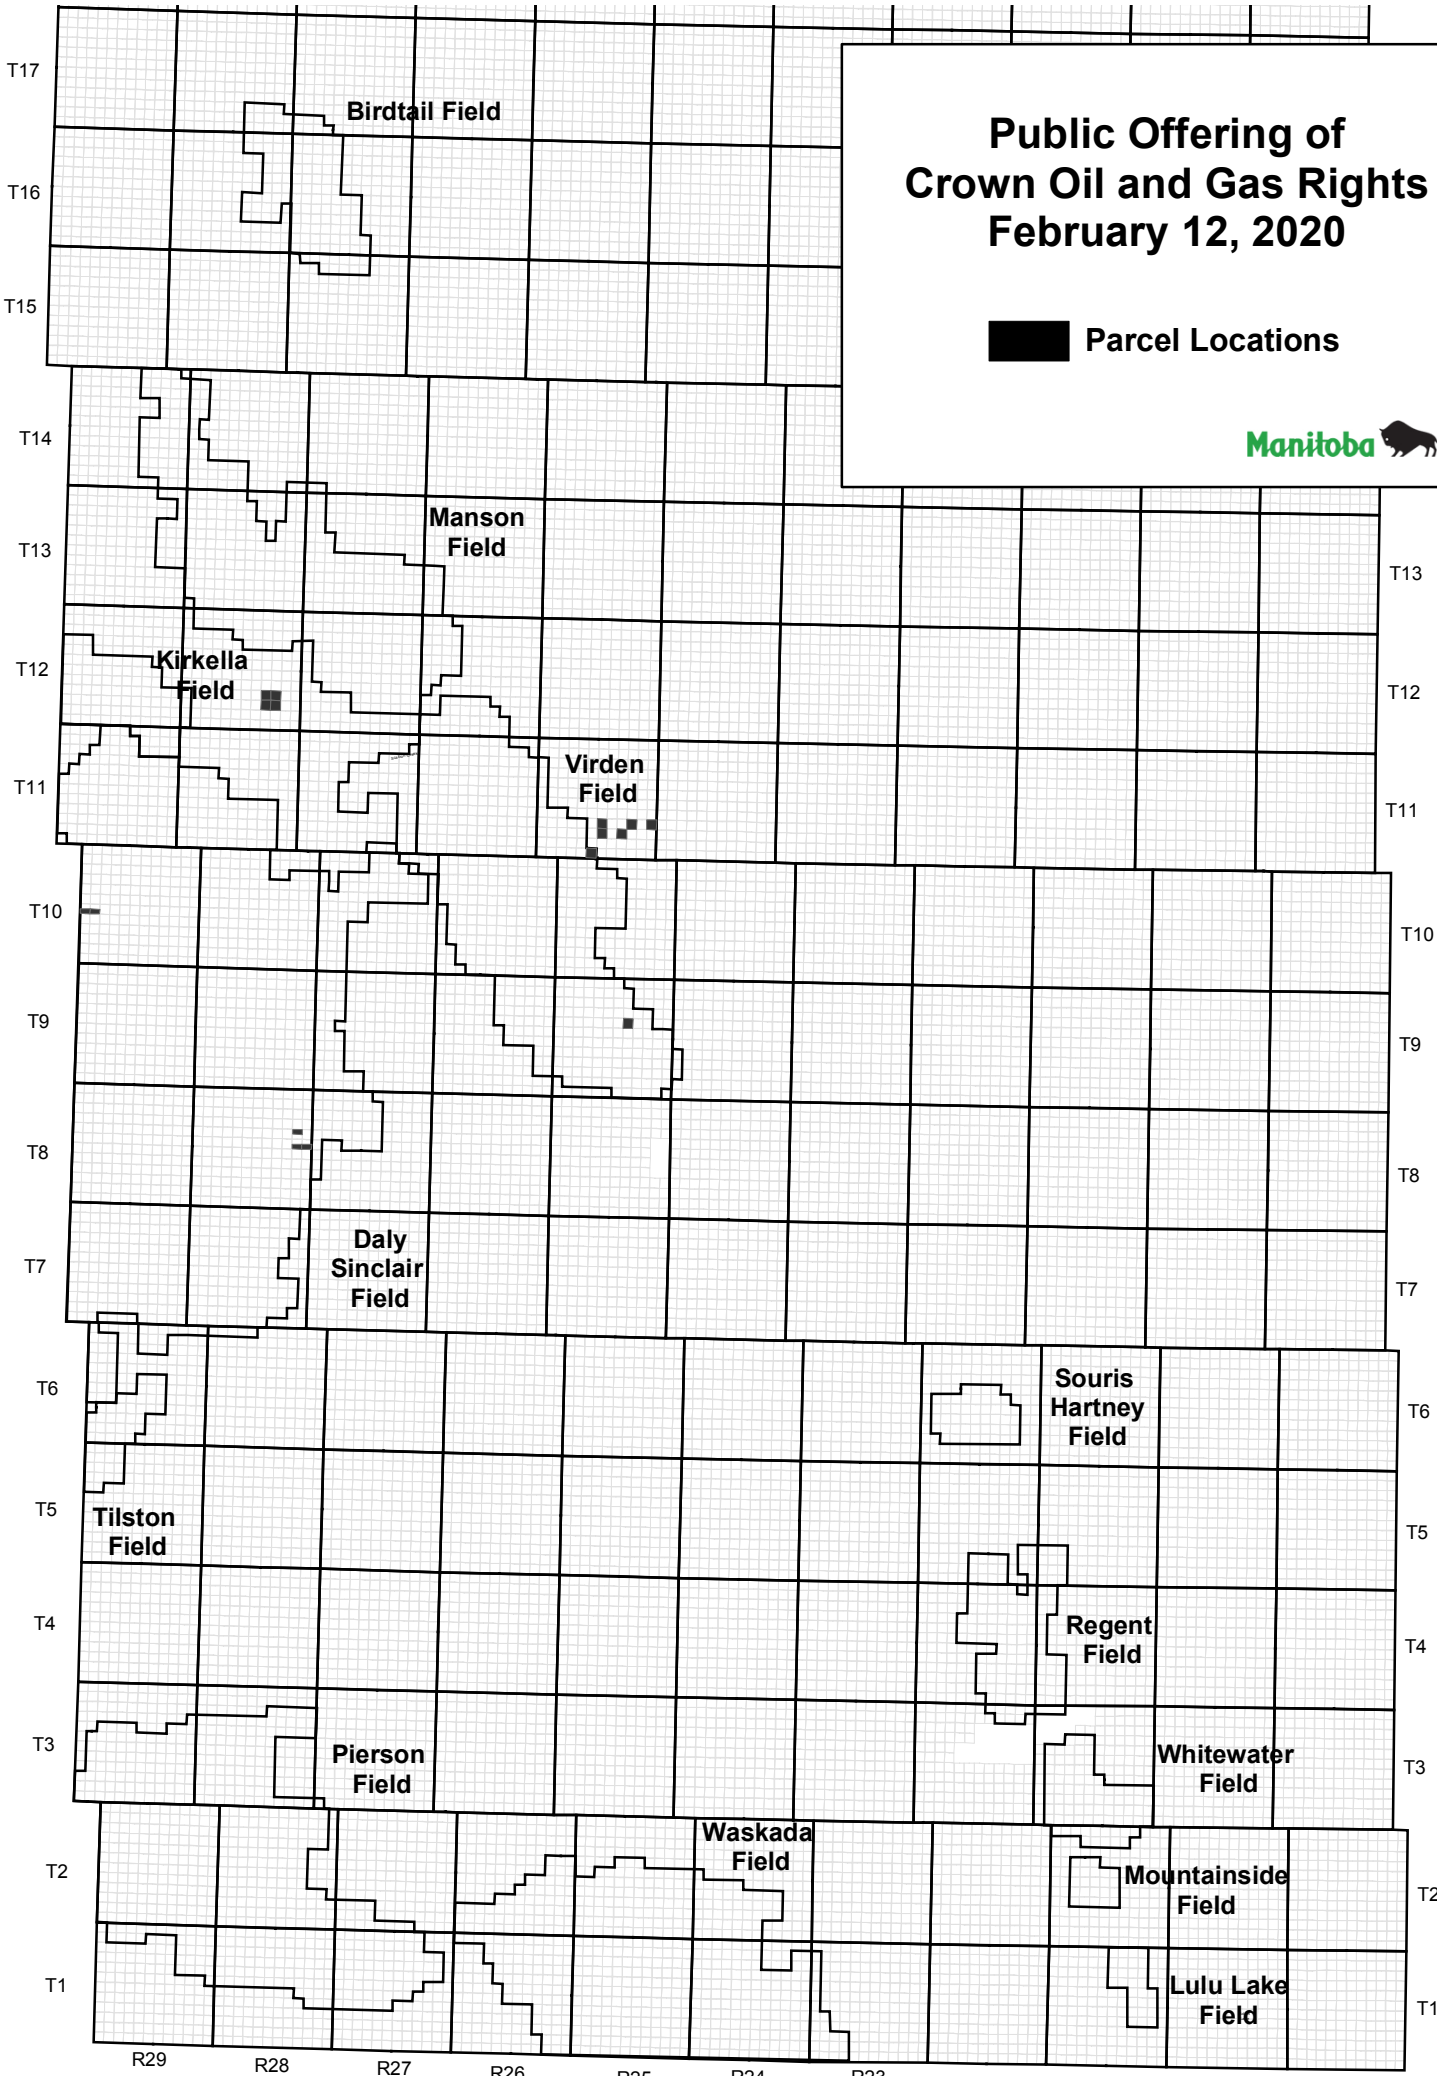 T17
Birdtail Field
Public Offering of
Crown Oil and Gas Rights
February 12, 2020
T16
T15
Parcel Locations
T14
Manitoba
Manson
Field
T13
T13
Kirkella
Field
T12
T12
Virden
Field
T11
T11
T10
T10
T9
T9
T8
T8
Daly
Sinclair
Field
T7
T7
Souris
Hartney
Field
T6
T6
Tilston
Field
T5
T5
Regent
Field
T4
T4
Pierson
Field
Whitewater
Field
T3
T3
Waskada
Field
Mountainside
Field
T2
T2
Lulu Lake
Field
T1
T1
R29
R28
R27
R26
R25
R24
R23